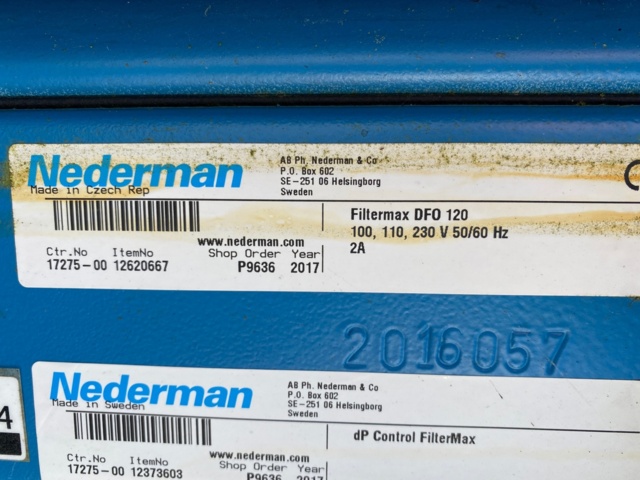 Nederman
AB Ph. Nederman & Co
P.O. Box 602
SE-251 06 Helsingborg
Sweden
Made in Czech Rep
Filtermax DFO 120
100, 110, 230 V 50/60 Hz
2A
www.nederman.com
Ctr.No ItemNo Shop Order Year
17275-00 12620667 P9636 2017
2016057
4
Nederman
AB Ph. Nederman & Co
P.O. Box 602
SE-251 06 Helsingborg
Sweden
Made in Sweden
dP Control FilterMax
www.nederman.com
Ctr.No ItemNo Shop Order Year
17275-00 12373603 P9636 2017